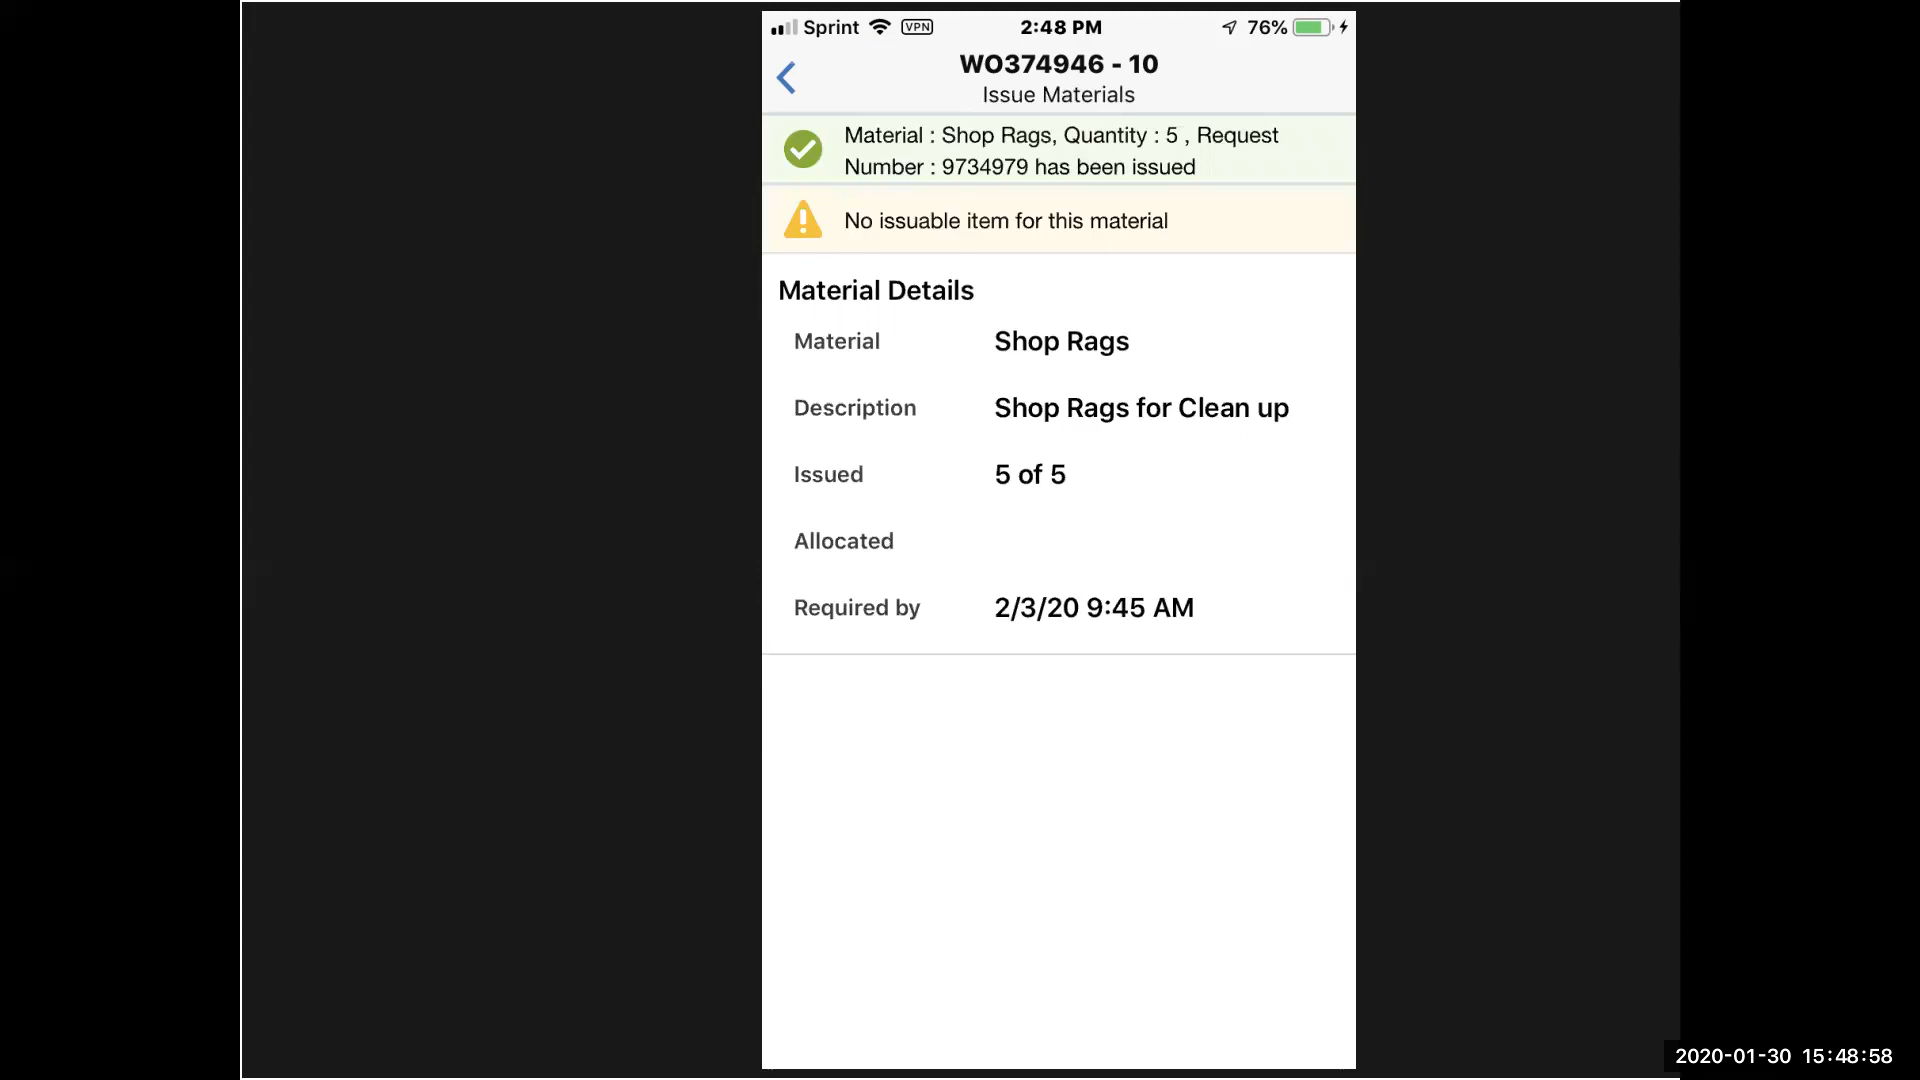 Sprint VPN 2:48 PM 76%
WO374946 - 10
Issue Materials
Material : Shop Rags, Quantity : 5 , Request
Number : 9734979 has been issued
No issuable item for this material
Material Details
Material Shop Rags
Description Shop Rags for Clean up
Issued 5 of 5
Allocated
Required by 2/3/20 9:45 AM
2020-01-30 15:48:58